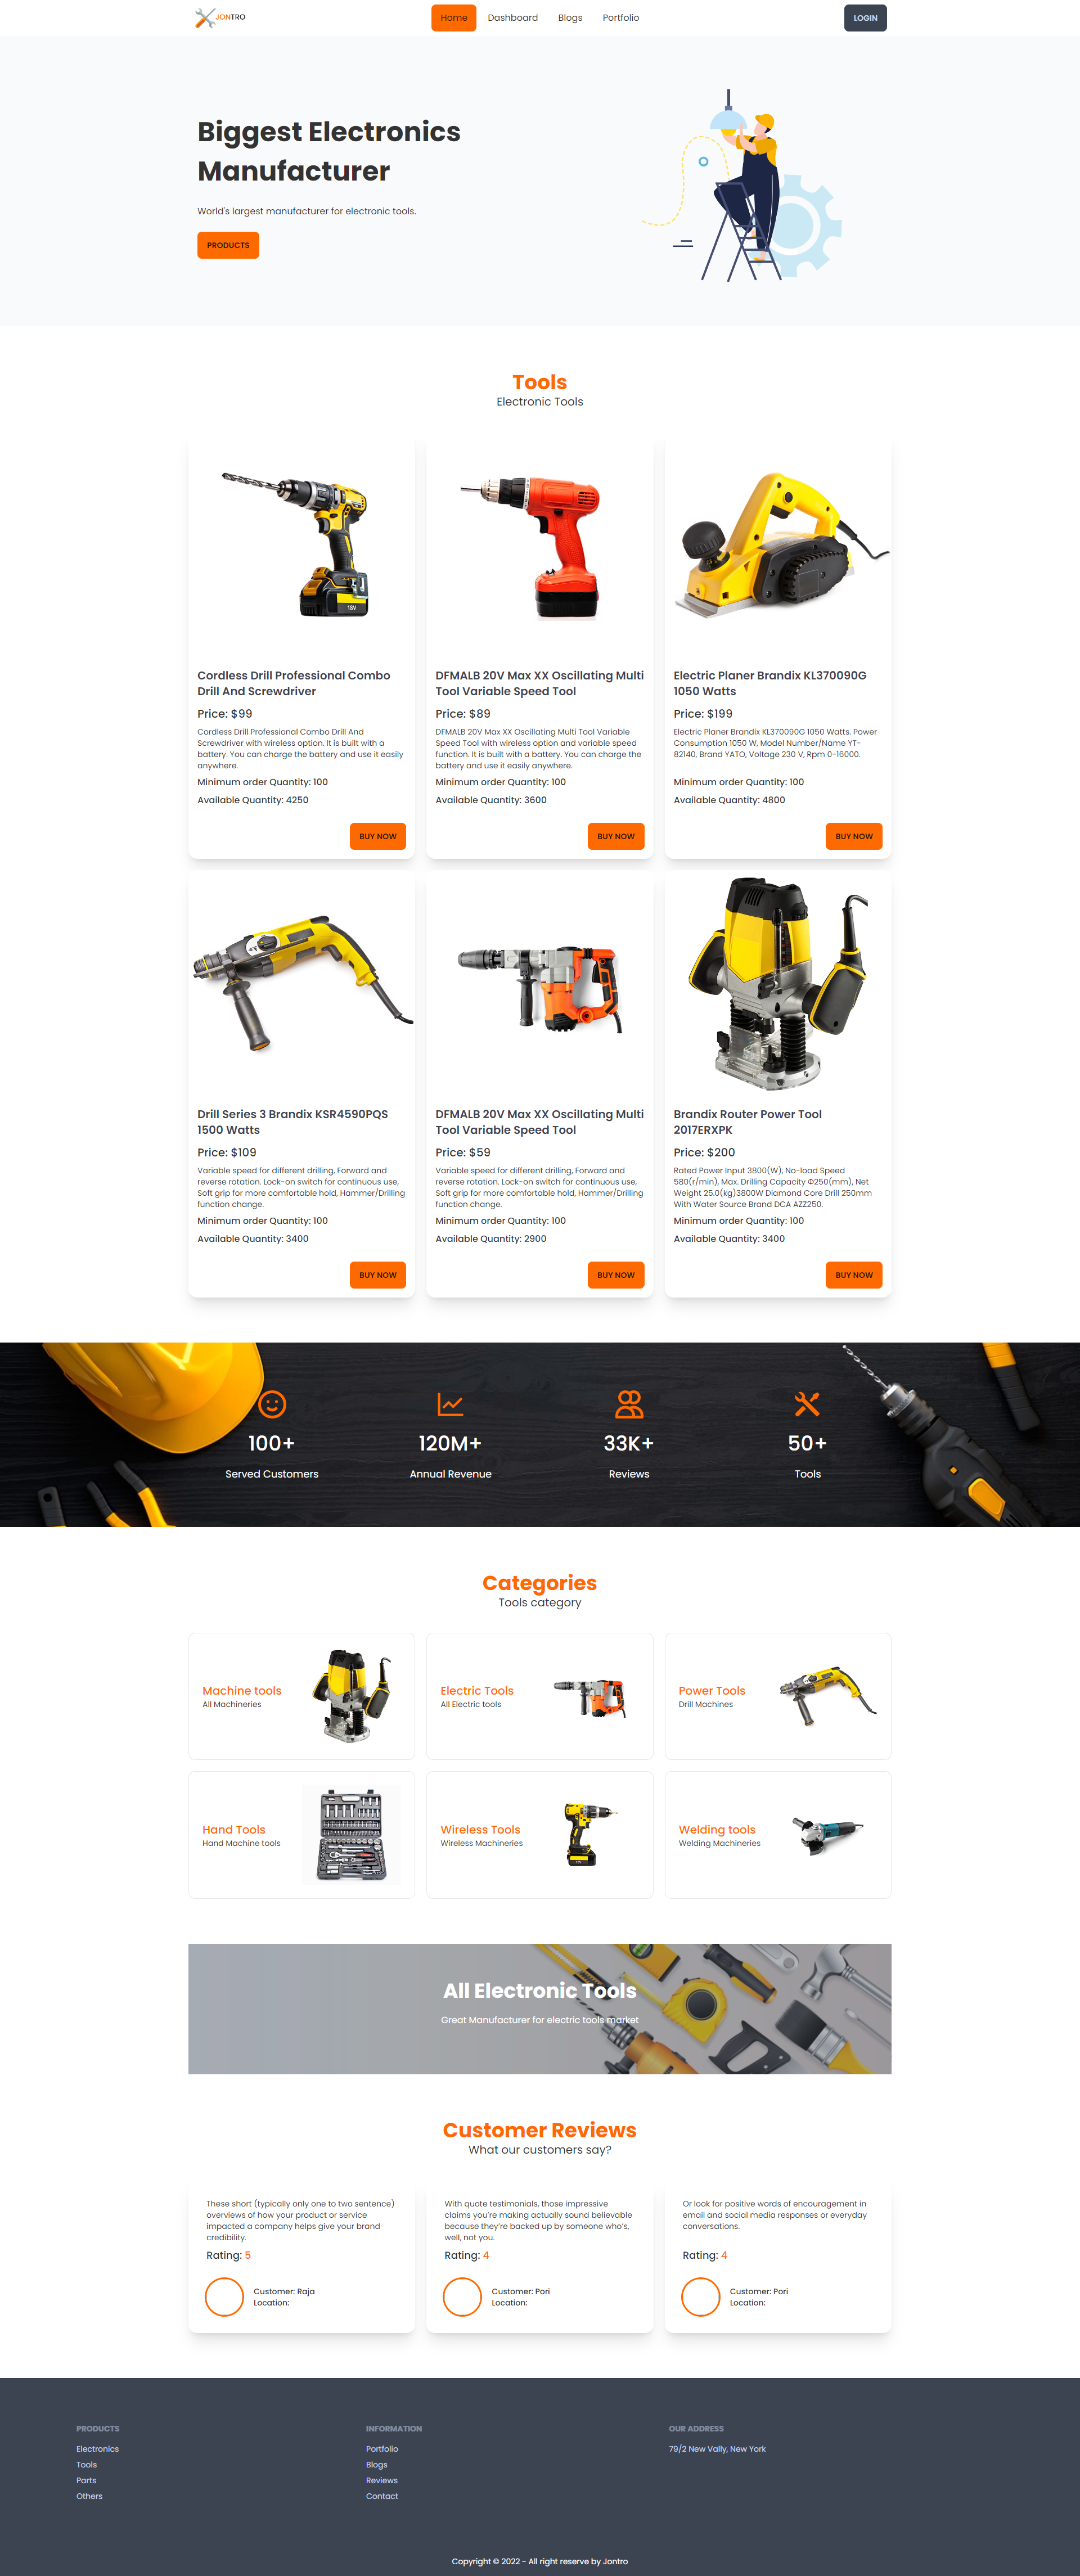 JONTRO
Home Dashboard Blogs Portfolio
LOGIN
Biggest Electronics
Manufacturer
World's largest manufacturer for electronic tools.
PRODUCTS
Tools
Electronic Tools
18V
Cordless Drill Professional Combo
Drill And Screwdriver
Price: $99
Cordless Drill Professional Combo Drill And
Screwdriver with wireless option. It is built with a
battery. You can charge the battery and use it easily
anywhere.
Minimum order Quantity: 100
Available Quantity: 4250
BUY NOW
DFMALB 20V Max XX Oscillating Multi
Tool Variable Speed Tool
Price: $89
DFMALB 20V Max XX Oscillating Multi Tool Variable
Speed Tool with wireless option and variable speed
function. It is built with a battery. You can charge the
battery and use it easily anywhere.
Minimum order Quantity: 100
Available Quantity: 3600
BUY NOW
Electric Planer Brandix KL370090G
1050 Watts
Price: $199
Electric Planer Brandix KL370090G 1050 Watts. Power
Consumption 1050 W, Model Number/Name YT-
82140, Brand YATO, Voltage 230 V, Rpm 0-16000.
Minimum order Quantity: 100
Available Quantity: 4800
BUY NOW
Drill Series 3 Brandix KSR4590PQS
1500 Watts
Price: $109
Variable speed for different drilling, Forward and
reverse rotation. Lock-on switch for continuous use,
Soft grip for more comfortable hold, Hammer/Drilling
function change.
Minimum order Quantity: 100
Available Quantity: 3400
BUY NOW
DFMALB 20V Max XX Oscillating Multi
Tool Variable Speed Tool
Price: $59
Variable speed for different drilling, Forward and
reverse rotation. Lock-on switch for continuous use,
Soft grip for more comfortable hold, Hammer/Drilling
function change.
Minimum order Quantity: 100
Available Quantity: 2900
BUY NOW
Brandix Router Power Tool
2017ERXPK
Price: $200
Rated Power Input 3800(W), No-load Speed
580(r/min), Max. Drilling Capacity Φ250(mm), Net
Weight 25.0(kg)3800W Diamond Core Drill 250mm
With Water Source Brand DCA AZZ250.
Minimum order Quantity: 100
Available Quantity: 3400
BUY NOW
100+
Served Customers
120M+
Annual Revenue
33K+
Reviews
50+
Tools
Categories
Tools category
Machine tools
All Machineries
Electric Tools
All Electric tools
Power Tools
Drill Machines
Hand Tools
Hand Machine tools
Wireless Tools
Wireless Machineries
Welding tools
Welding Machineries
All Electronic Tools
Great Manufacturer for electric tools market
Customer Reviews
What our customers say?
These short (typically only one to two sentence)
overviews of how your product or service
impacted a company helps give your brand
credibility.
Rating: 5
Customer: Raja
Location:
With quote testimonials, those impressive
claims you're making actually sound believable
because they're backed up by someone who's,
well, not you.
Rating: 4
Customer: Pori
Location:
Or look for positive words of encouragement in
email and social media responses or everyday
conversations.
Rating: 4
Customer: Pori
Location:
PRODUCTS
Electronics
Tools
Parts
Others
INFORMATION
Portfolio
Blogs
Reviews
Contact
OUR ADDRESS
79/2 New Vally, New York
Copyright © 2022 - All right reserve by Jontro